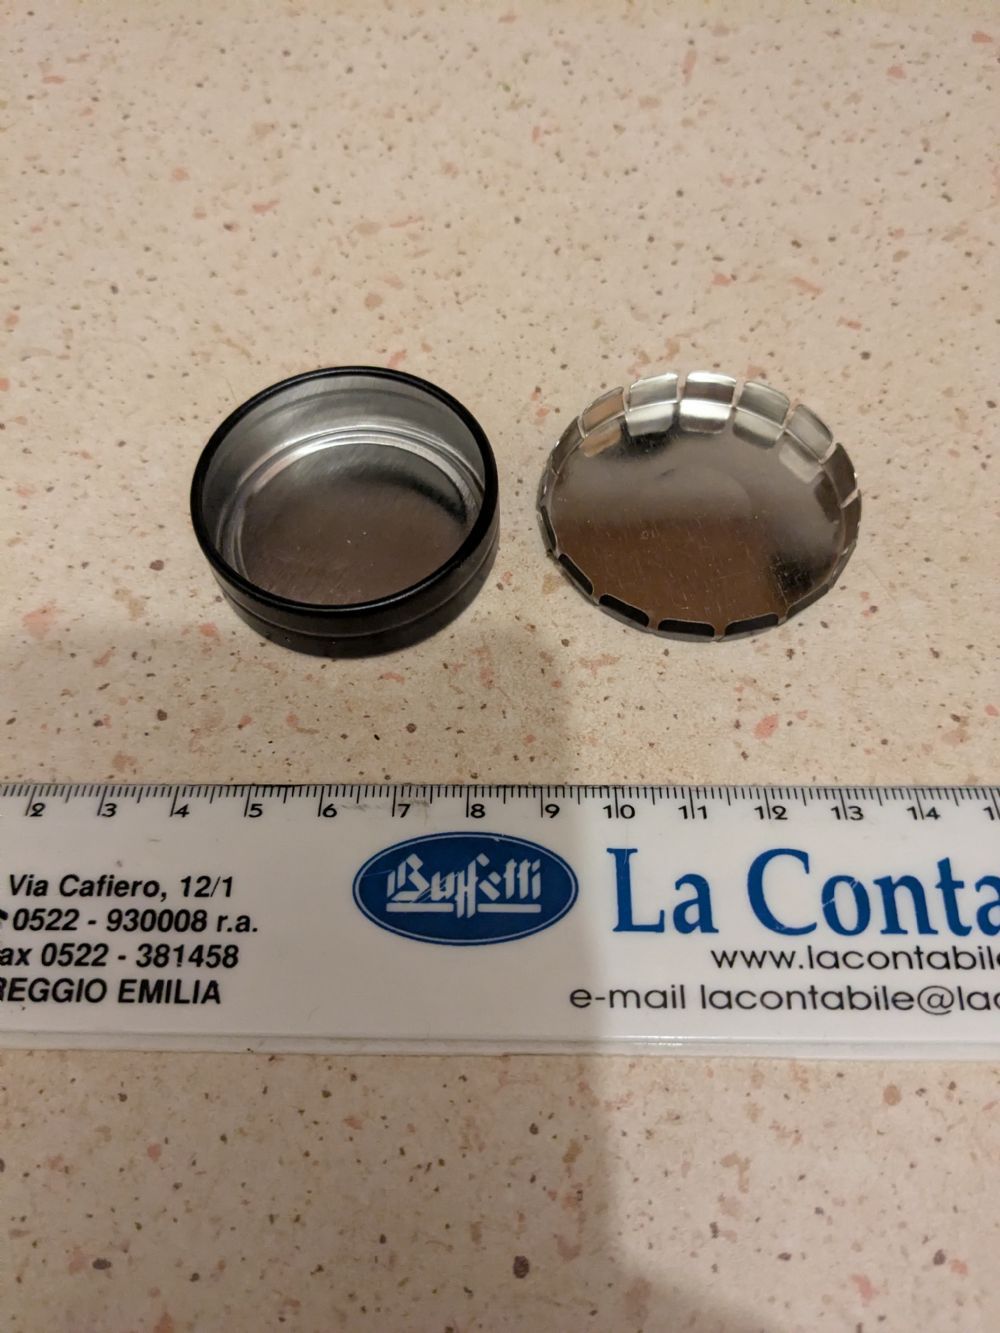 2 3 4 5 6 7 8 9 10 11 12 13 14
Buffetti
La Conta
Via Cafiero, 12/1
0522 - 930008 r.a.
ax 0522 - 381458
REGGIO EMILIA
www.lacontabile
e-mail lacontabile@lac